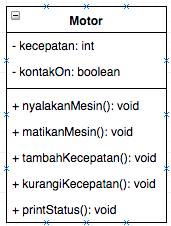 Motor
- kecepatan: int
- kontakOn: boolean
+ nyalakanMesin(): void
+ matikanMesin(): void
+ tambahKecepatan(): void
+ kurangiKecepatan(): void
+ printStatus(): void